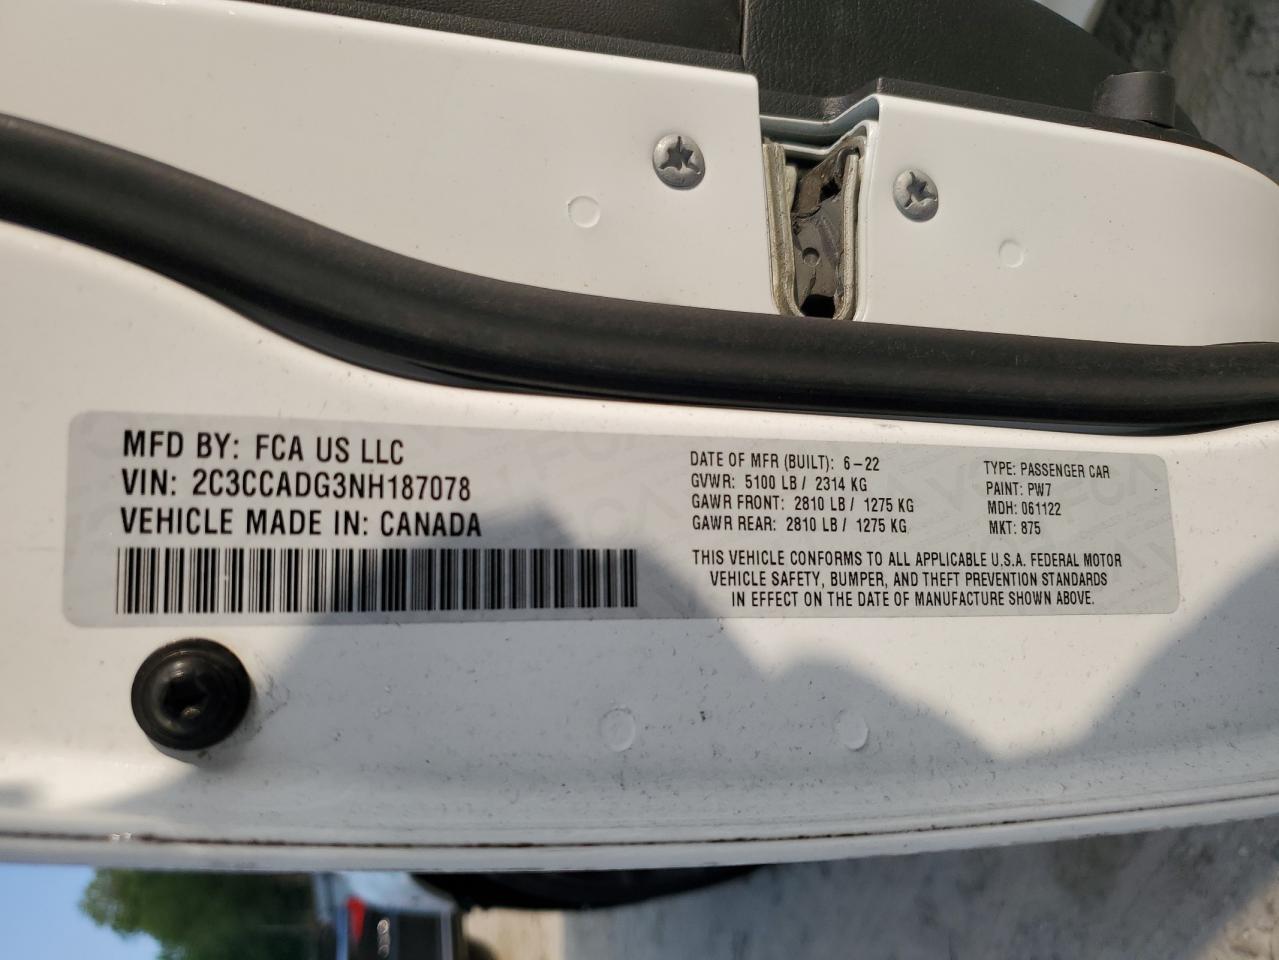 MFD BY: FCA US LLC
VIN: 2C3CCADG3NH187078
VEHICLE MADE IN: CANADA
DATE OF MFR (BUILT): 6-22
GVWR: 5100 LB / 2314 KG
GAWR FRONT: 2810 LB / 1275 KG
GAWR REAR: 2810 LB / 1275 KG
TYPE: PASSENGER CAR
PAINT: PW7
MDH: 061122
MKT: 875
THIS VEHICLE CONFORMS TO ALL APPLICABLE U.S.A. FEDERAL MOTOR
VEHICLE SAFETY, BUMPER, AND THEFT PREVENTION STANDARDS
IN EFFECT ON THE DATE OF MANUFACTURE SHOWN ABOVE.